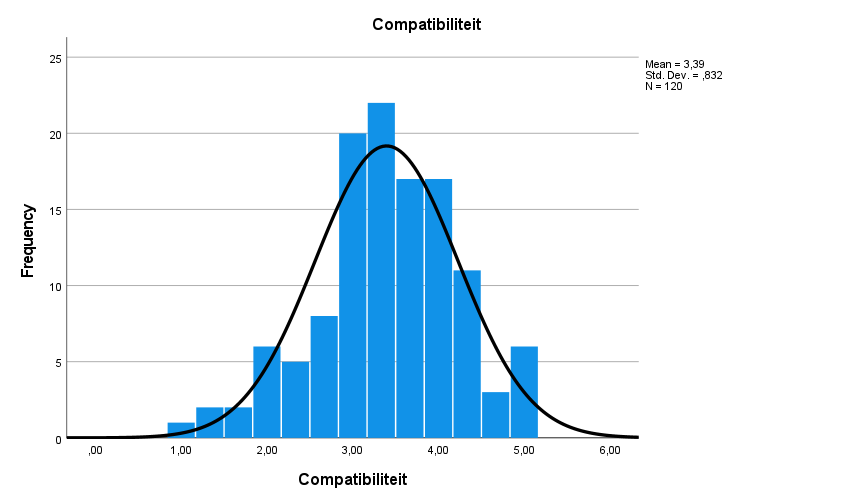 Compatibiliteit
Mean = 3,39
Std. Dev. = ,832
N = 120
Frequency
25
20
15
10
5
0
,00 1,00 2,00 3,00 4,00 5,00 6,00
Compatibiliteit